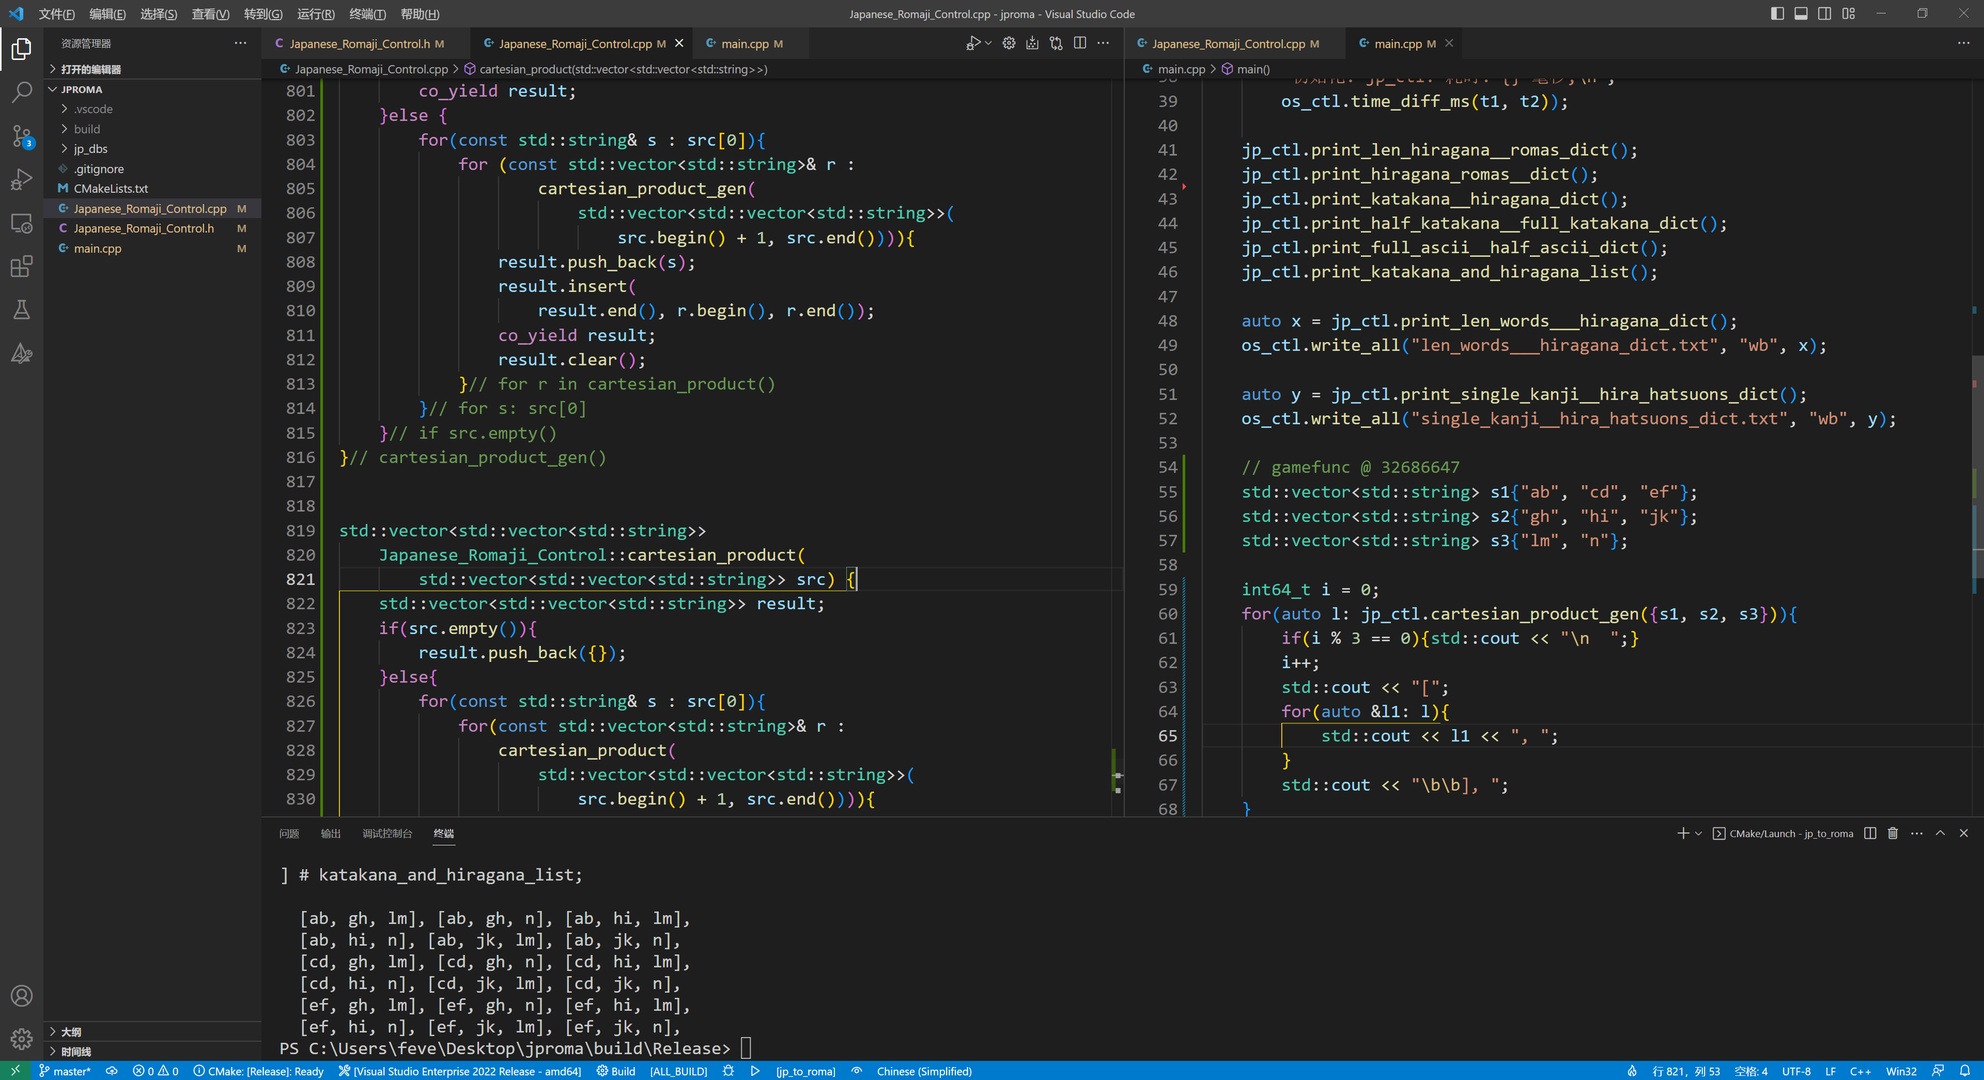 文件(F) 编辑(E) 选择(S) 查看(V) 转到(G) 运行(R) 终端(T) 帮助(H)
Japanese_Romaji_Control.cpp - jproma - Visual Studio Code
资源管理器
打开的编辑器
JPROMA
.vscode
build
jp_dbs
.gitignore
CMakeLists.txt
Japanese_Romaji_Control.cpp M
Japanese_Romaji_Control.h M
main.cpp M
大纲
时间线
3
Japanese_Romaji_Control.h M
Japanese_Romaji_Control.cpp M
main.cpp M
Japanese_Romaji_Control.cpp > cartesian_product(std::vector<std::vector<std::string>>)
801 co_yield result;
802 }else {
803 for(const std::string& s : src[0]){
804 for (const std::vector<std::string>& r :
805 cartesian_product_gen(
806 std::vector<std::vector<std::string>>(
807 src.begin() + 1, src.end()))){
808 result.push_back(s);
809 result.insert(
810 result.end(), r.begin(), r.end());
811 co_yield result;
812 result.clear();
813 }// for r in cartesian_product()
814 }// for s: src[0]
815 }// if src.empty()
816 }// cartesian_product_gen()
817
818
819 std::vector<std::vector<std::string>>
820 Japanese_Romaji_Control::cartesian_product(
821 std::vector<std::vector<std::string>> src) {
822 std::vector<std::vector<std::string>> result;
823 if(src.empty()){
824 result.push_back({});
825 }else{
826 for(const std::string& s : src[0]){
827 for(const std::vector<std::string>& r :
828 cartesian_product(
829 std::vector<std::vector<std::string>>(
830 src.begin() + 1, src.end()))){
Japanese_Romaji_Control.cpp M
main.cpp M
main.cpp > main()
39 os_ctl.time_diff_ms(t1, t2));
40
41 jp_ctl.print_len_hiragana__romas_dict();
42 jp_ctl.print_hiragana_romas__dict();
43 jp_ctl.print_katakana__hiragana_dict();
44 jp_ctl.print_half_katakana__full_katakana_dict();
45 jp_ctl.print_full_ascii__half_ascii_dict();
46 jp_ctl.print_katakana_and_hiragana_list();
47
48 auto x = jp_ctl.print_len_words___hiragana_dict();
49 os_ctl.write_all("len_words___hiragana_dict.txt", "wb", x);
50
51 auto y = jp_ctl.print_single_kanji__hira_hatsuons_dict();
52 os_ctl.write_all("single_kanji__hira_hatsuons_dict.txt", "wb", y);
53
54 // gamefunc @ 32686647
55 std::vector<std::string> s1{"ab", "cd", "ef"};
56 std::vector<std::string> s2{"gh", "hi", "jk"};
57 std::vector<std::string> s3{"lm", "n"};
58
59 int64_t i = 0;
60 for(auto l: jp_ctl.cartesian_product_gen({s1, s2, s3})){
61 if(i % 3 == 0){std::cout << "\n  ";}
62 i++;
63 std::cout << "[";
64 for(auto &l1: l){
65 std::cout << l1 << ", ";
66 }
67 std::cout << "\b\b], ";
68 }
问题 输出 调试控制台 终端
CMake/Launch - jp_to_roma
] # katakana_and_hiragana_list;
[ab, gh, lm], [ab, gh, n], [ab, hi, lm],
[ab, hi, n], [ab, jk, lm], [ab, jk, n],
[cd, gh, lm], [cd, gh, n], [cd, hi, lm],
[cd, hi, n], [cd, jk, lm], [cd, jk, n],
[ef, gh, lm], [ef, gh, n], [ef, hi, lm],
[ef, hi, n], [ef, jk, lm], [ef, jk, n],
PS C:\Users\feve\Desktop\jproma\build\Release>
master* 0 0 CMake: [Release]: Ready [Visual Studio Enterprise 2022 Release - amd64] Build [ALL_BUILD] [jp_to_roma] Chinese (Simplified) 行 821，列 53 空格: 4 UTF-8 LF C++ Win32